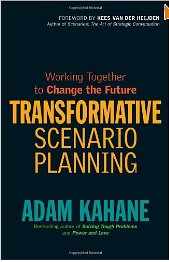 FOREWORD BY KEES VAN DER HEIJDEN
Author of Scenarios: The Art of Strategic Conversation
Working Together
to Change the Future
TRANSFORMATIVE
SCENARIO
PLANNING
ADAM KAHANE
Bestselling author of Solving Tough Problems
and Power and Love